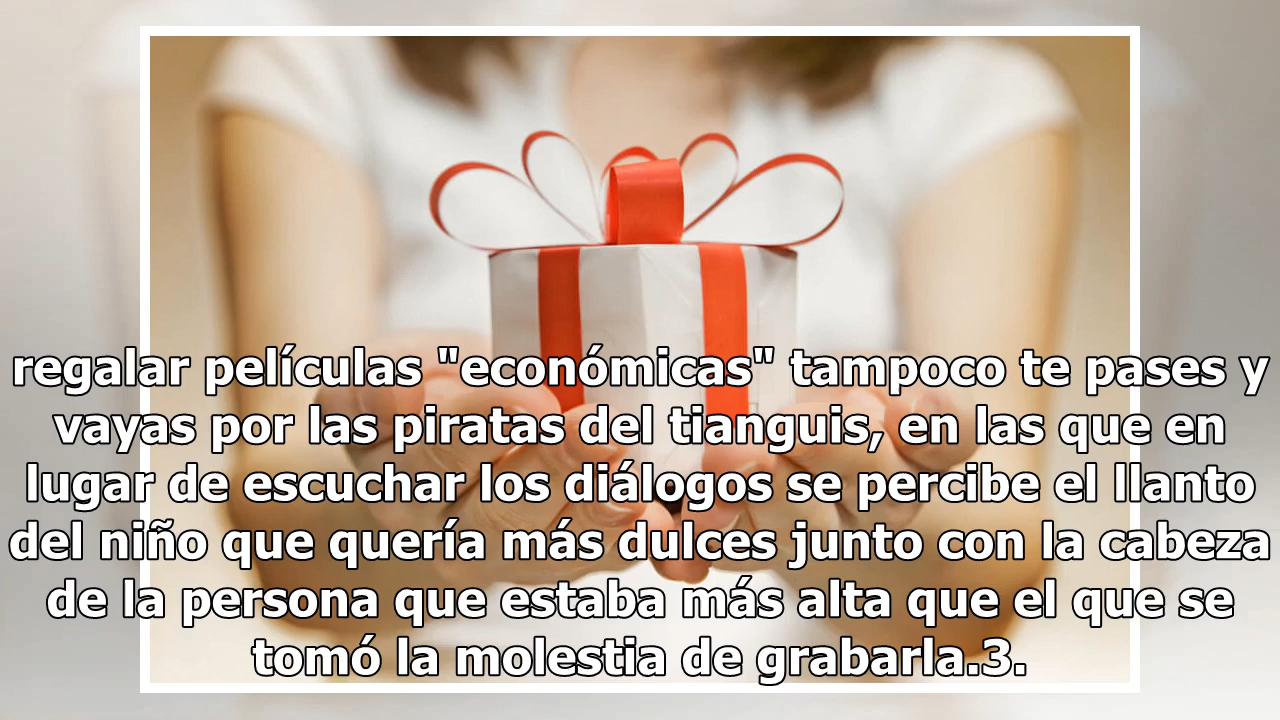 regalar películas "económicas" tampoco te pases y
vayas por las piratas del tianguis, en las que en
lugar de escuchar los diálogos se percibe el llanto
del niño que quería más dulces junto con la cabeza
de la persona que estaba más alta que el que se
tomó la molestia de grabarla.3.